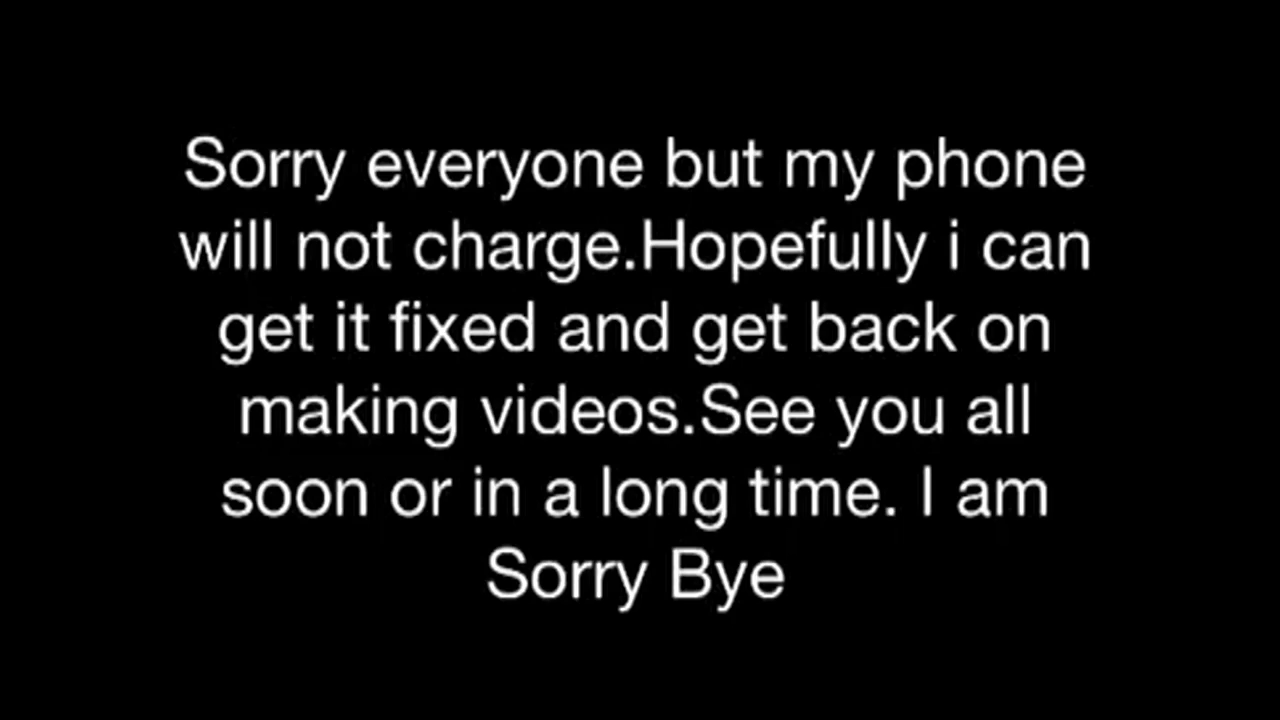 Sorry everyone but my phone
will not charge.Hopefully i can
get it fixed and get back on
making videos.See you all
soon or in a long time. I am
Sorry Bye